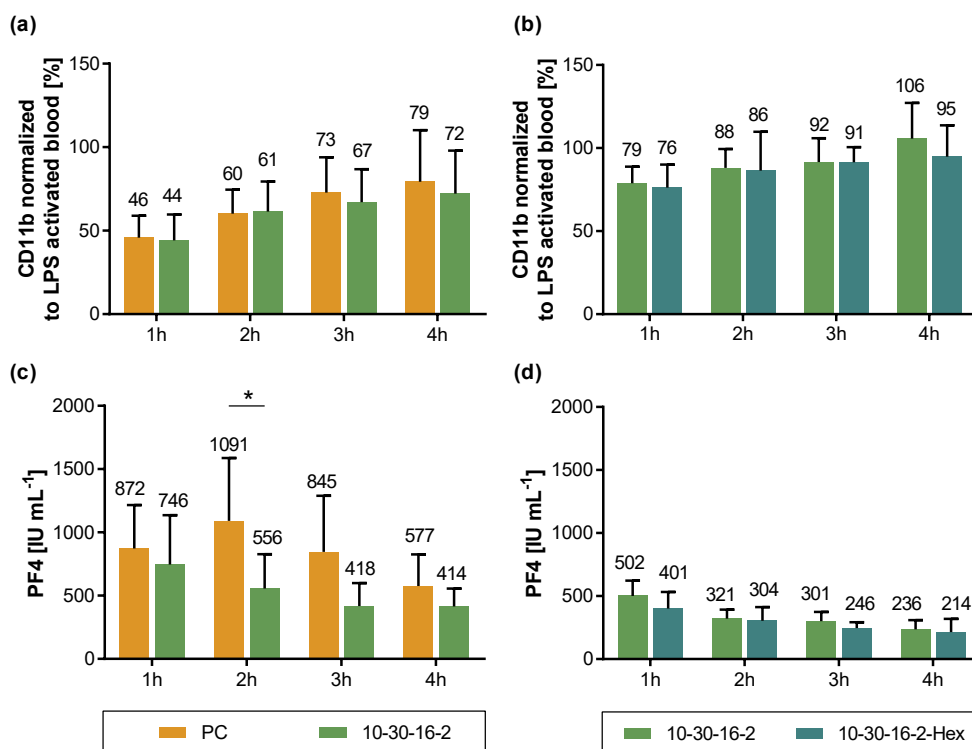 (a)
CD11b normalized
to LPS activated blood [%]
150
100
50
0
46 44 60 61 73 67 79 72
1h 2h 3h 4h
(b)
CD11b normalized
to LPS activated blood [%]
150
100
50
0
79 76 88 86 92 91 106 95
1h 2h 3h 4h
(c)
PF4 [IU mL⁻¹]
2000
1500
1000
500
0
*
872 746 1091 556 845 418 577 414
1h 2h 3h 4h
PC 10-30-16-2
(d)
PF4 [IU mL⁻¹]
2000
1500
1000
500
0
502 401 321 304 301 246 236 214
1h 2h 3h 4h
10-30-16-2 10-30-16-2-Hex